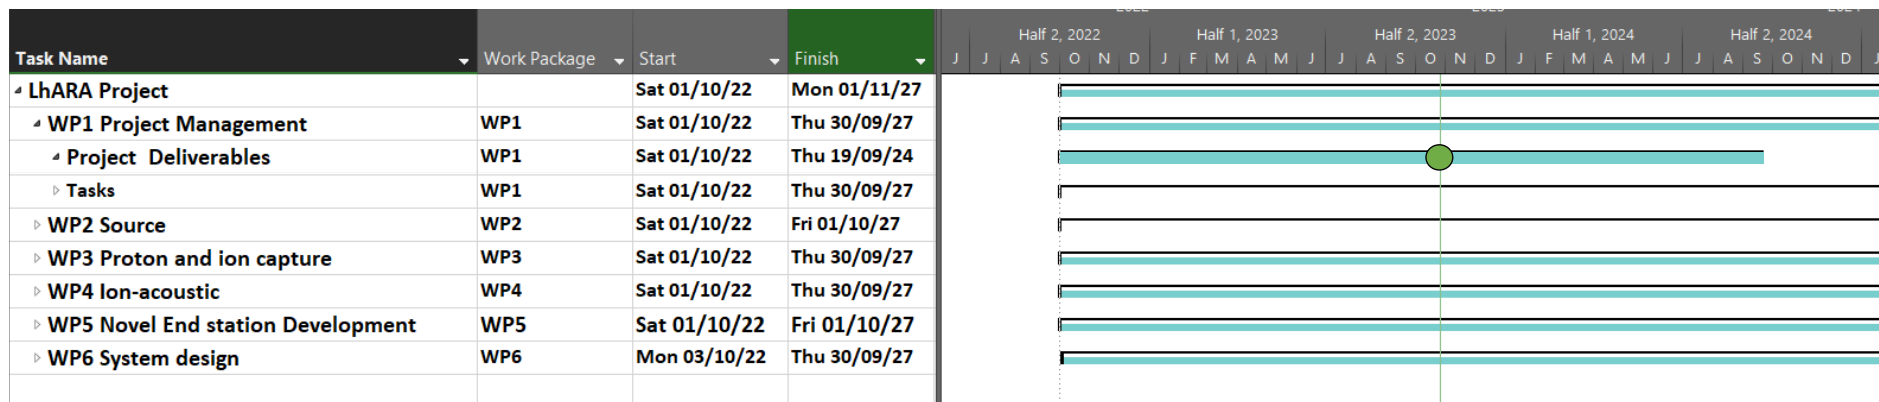 2022 2023 2024
Half 2, 2022 Half 1, 2023 Half 2, 2023 Half 1, 2024 Half 2, 2024
Task Name Work Package Start Finish J J A S O N D J F M A M J J A S O N D J F M A M J J A S O N D J
LhARA Project Sat 01/10/22 Mon 01/11/27
WP1 Project Management WP1 Sat 01/10/22 Thu 30/09/27
Project Deliverables WP1 Sat 01/10/22 Thu 19/09/24
Tasks WP1 Sat 01/10/22 Thu 30/09/27
WP2 Source WP2 Sat 01/10/22 Fri 01/10/27
WP3 Proton and ion capture WP3 Sat 01/10/22 Thu 30/09/27
WP4 Ion-acoustic WP4 Sat 01/10/22 Thu 30/09/27
WP5 Novel End station Development WP5 Sat 01/10/22 Fri 01/10/27
WP6 System design WP6 Mon 03/10/22 Thu 30/09/27